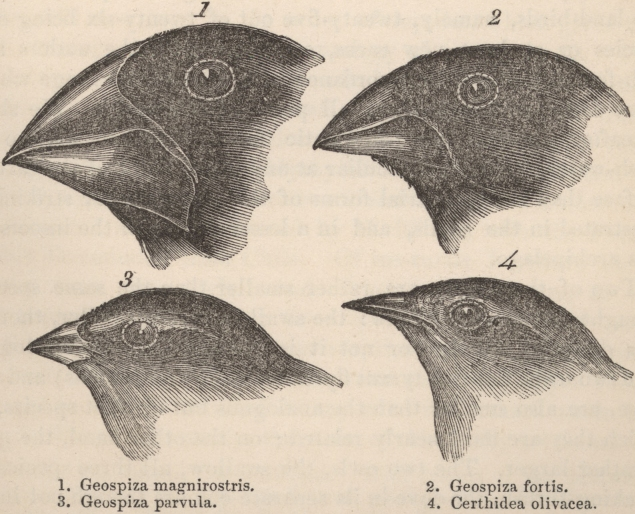 1
2
3
4
1. Geospiza magnirostris.
2. Geospiza fortis.
3. Geospiza parvula.
4. Certhidea olivacea.